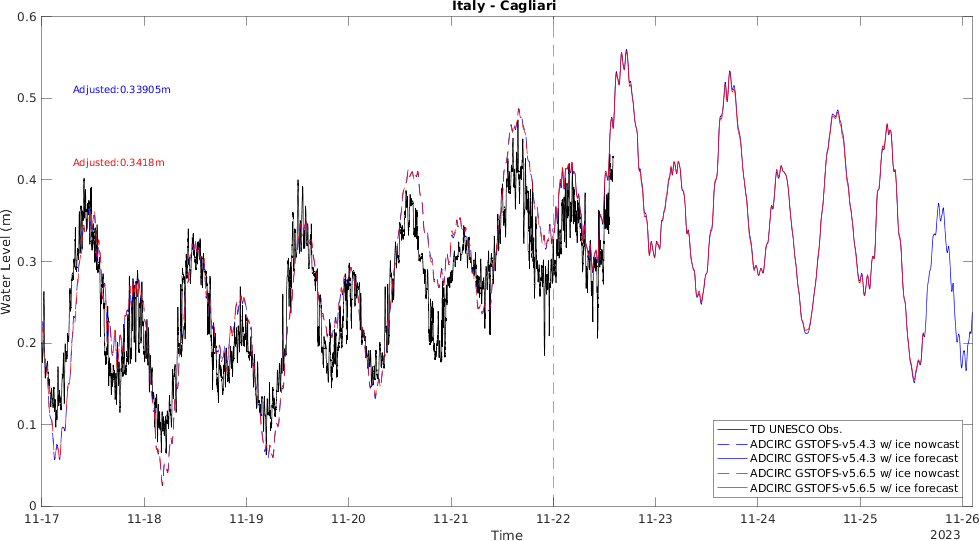 Italy - Cagliari
Water Level (m)
0.6
0.5
0.4
0.3
0.2
0.1
0
Adjusted:0.33905m
Adjusted:0.3418m
TD UNESCO Obs.
ADCIRC GSTOFS-v5.4.3 w/ ice nowcast
ADCIRC GSTOFS-v5.4.3 w/ ice forecast
ADCIRC GSTOFS-v5.6.5 w/ ice nowcast
ADCIRC GSTOFS-v5.6.5 w/ ice forecast
11-17 11-18 11-19 11-20 11-21 11-22 11-23 11-24 11-25 11-26
Time
2023